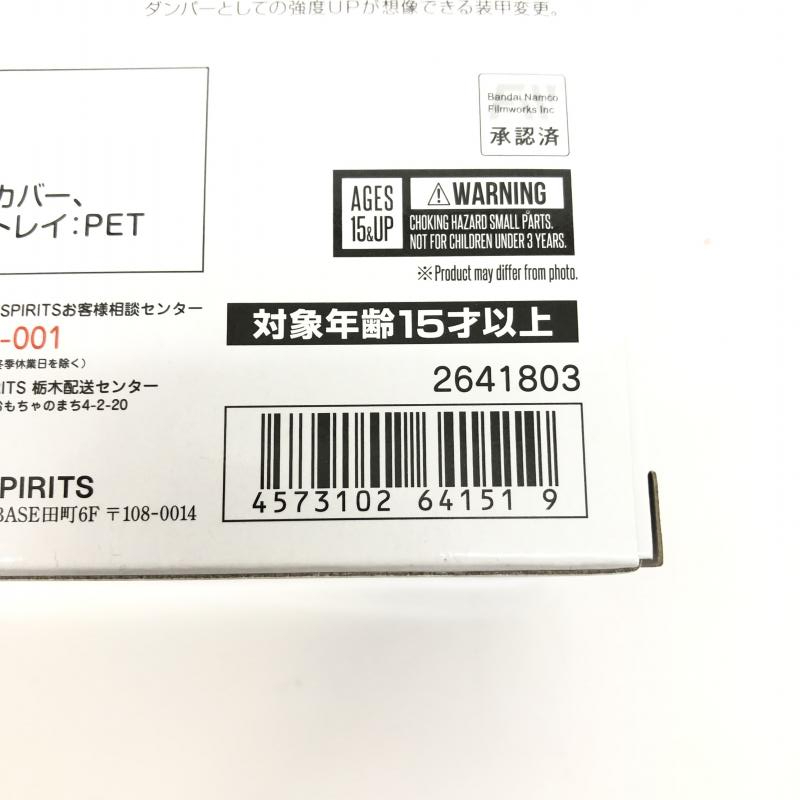 ダンパーとしての強度UPが想像できる装甲変更。
Bandai Namco
Filmworks Inc
承認済
カバー、
トレイ:PET
AGES
15&UP
⚠WARNING
CHOKING HAZARD SMALL PARTS.
NOT FOR CHILDREN UNDER 3 YEARS.
※Product may differ from photo.
SPIRITSお客様相談センター
-001
冬季休業日を除く)
対象年齢15才以上
RITS 栃木配送センター
おもちゃのまち4-2-20
2641803
SPIRITS
BASE田町6F 〒108-0014
4573102 64151 9